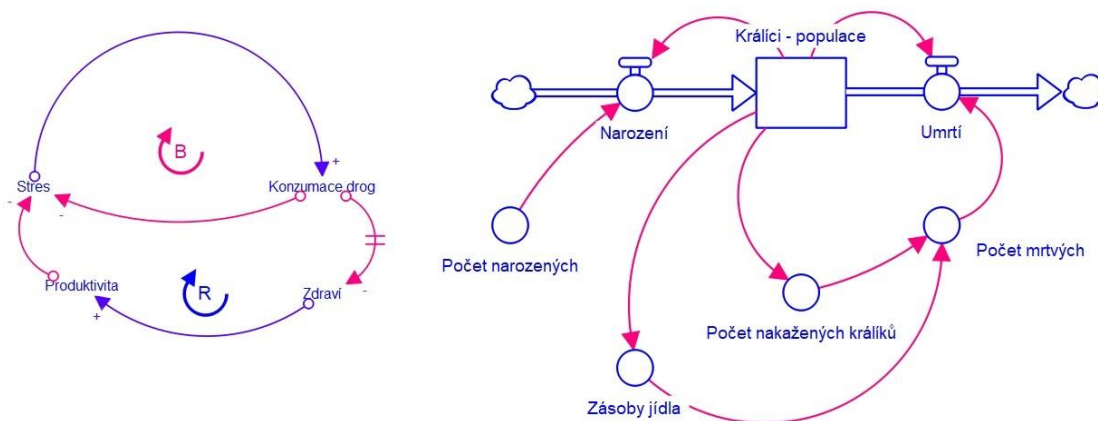 B
+
Stres
Konzumace drog
-
-
Produktivita
R
Zdraví
-
+
Králíci - populace
Narození
Umrtí
Počet narozených
Počet mrtvých
Počet nakažených králíků
Zásoby jídla